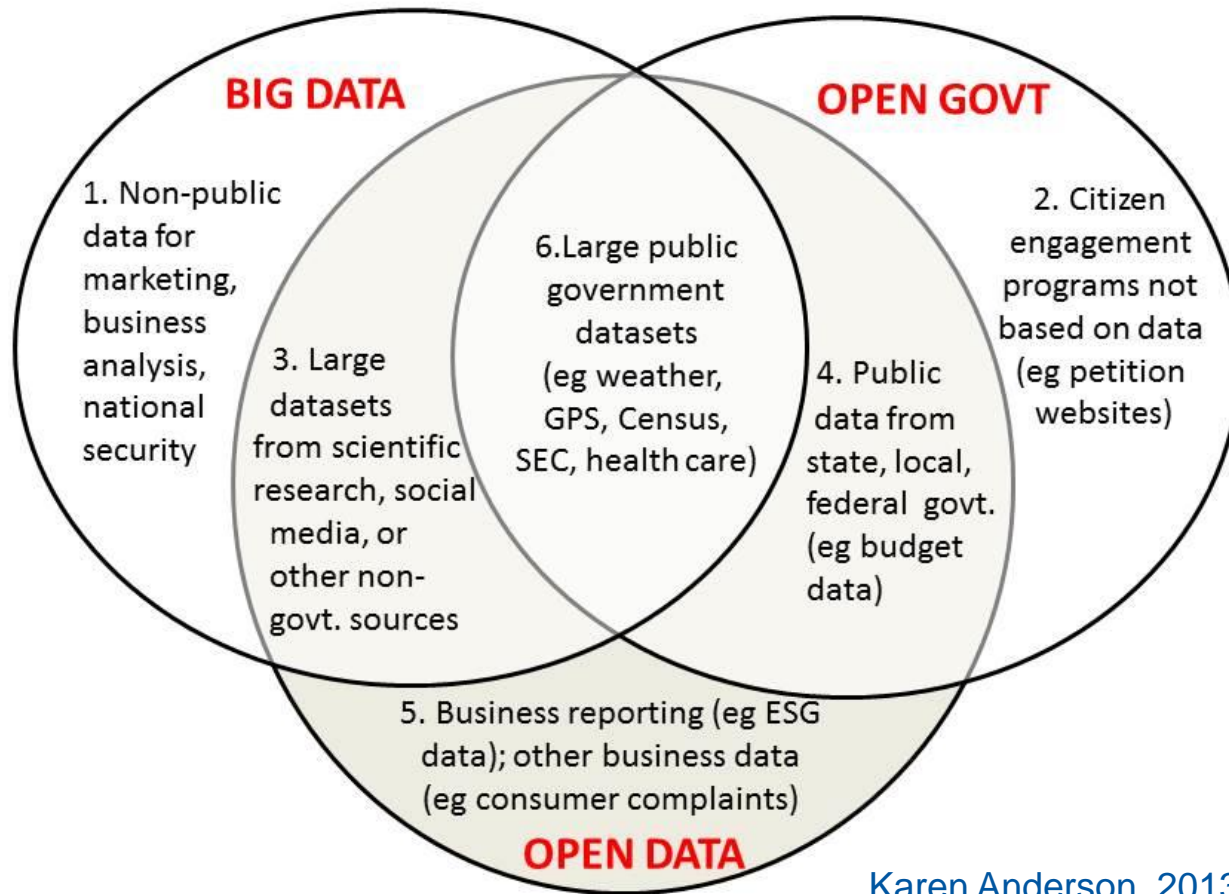 BIG DATA
OPEN GOVT
1. Non-public
data for
marketing,
business
analysis,
national
security
2. Citizen
engagement
programs not
based on data
(eg petition
websites)
6.Large public
government
datasets
(eg weather,
GPS, Census,
SEC, health care)
3. Large
datasets
from scientific
research, social
media, or
other non-
govt. sources
4. Public
data from
state, local,
federal govt.
(eg budget
data)
5. Business reporting (eg ESG
data); other business data
(eg consumer complaints)
OPEN DATA
Karen Anderson, 2013